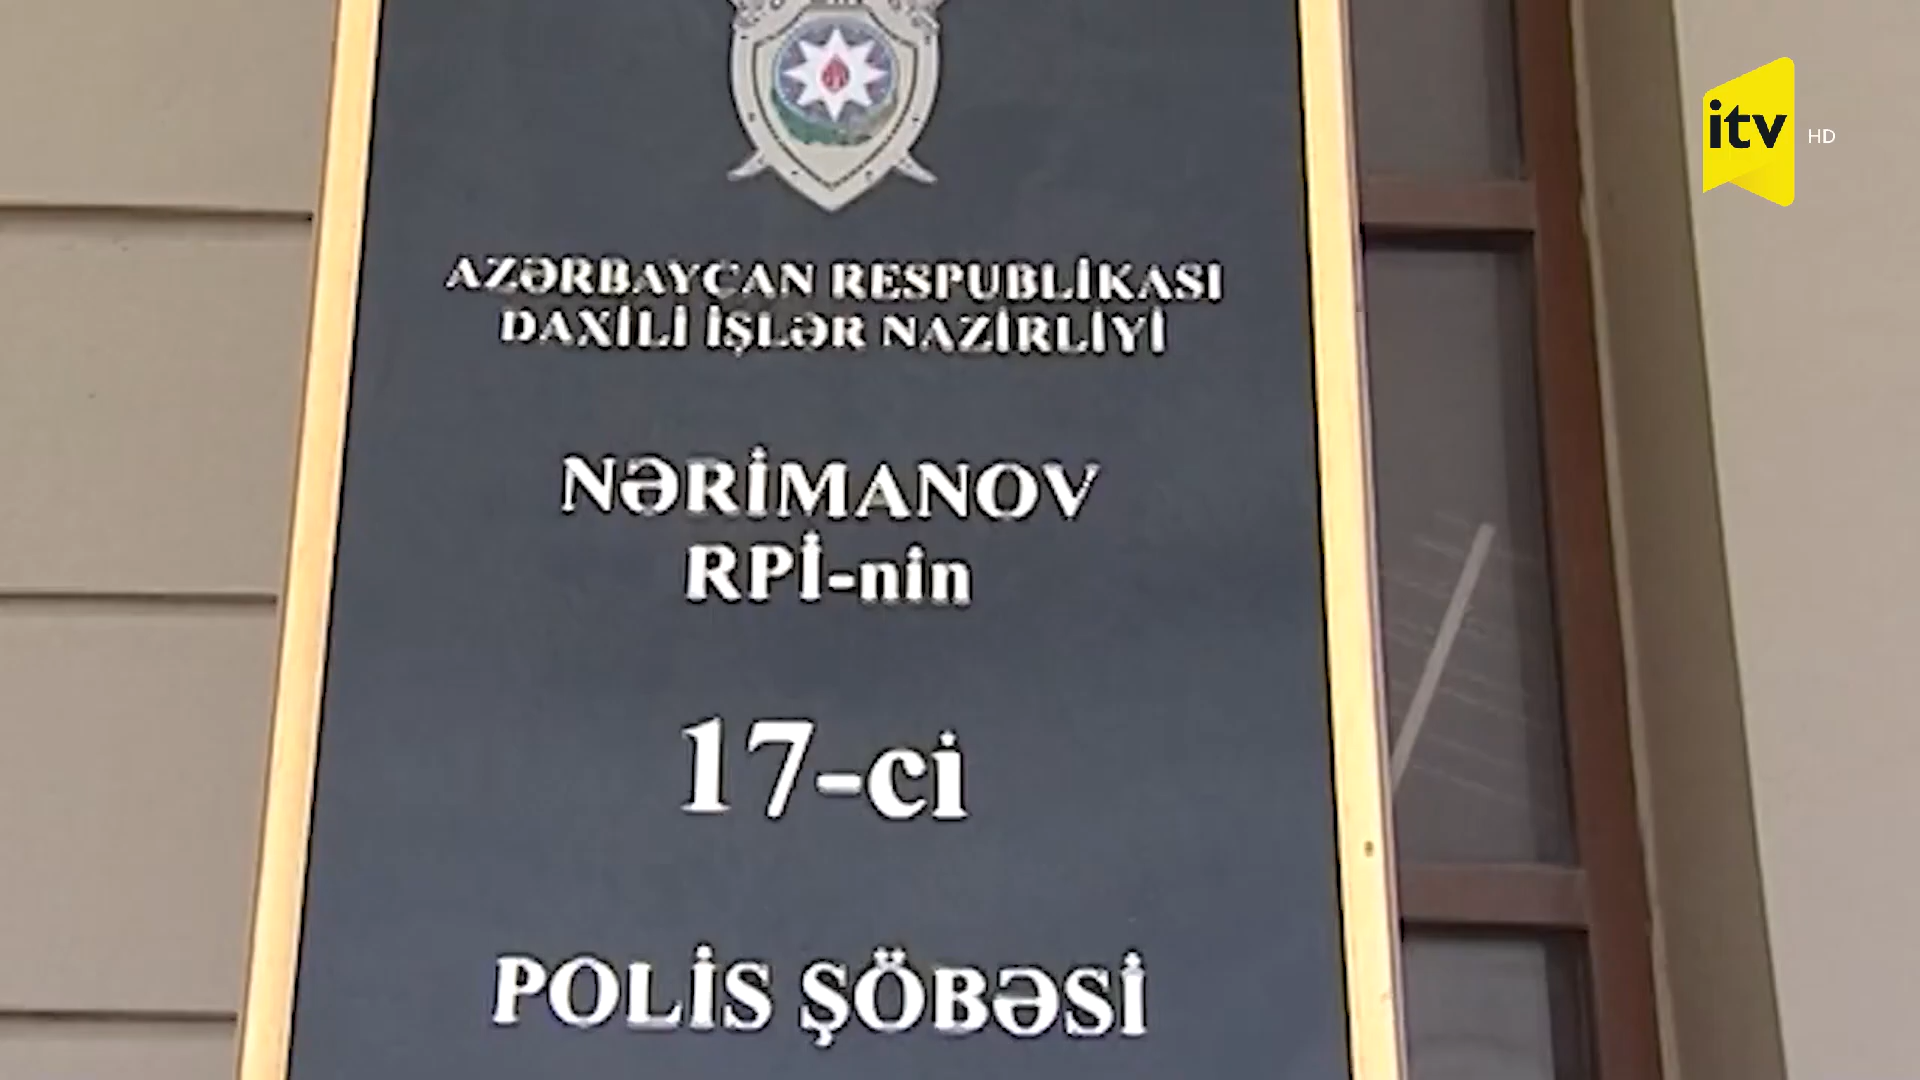 AZƏRBAYCAN RESPUBLİKASI
DAXİLİ İŞLƏR NAZİRLİYİ
NƏRİMANOV
RPİ-nin
17-ci
POLİS ŞÖBƏSİ
itv HD